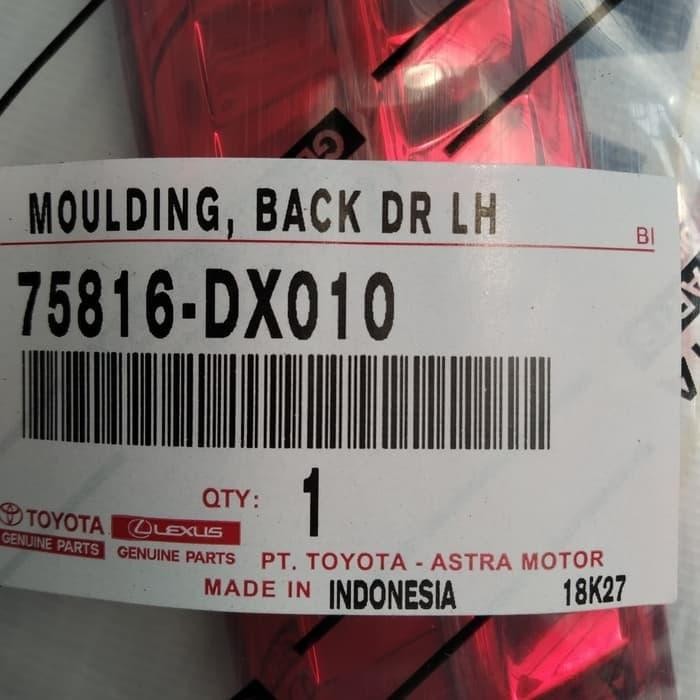 MOULDING, BACK DR LH
BI
75816-DX010
QTY: 1
TOYOTA LEXUS
GENUINE PARTS GENUINE PARTS PT. TOYOTA - ASTRA MOTOR
MADE IN INDONESIA 18K27